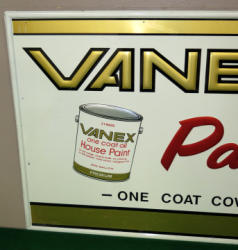 VANE
VANEX
one coat oil
House Paint
Pa
— ONE COAT COV